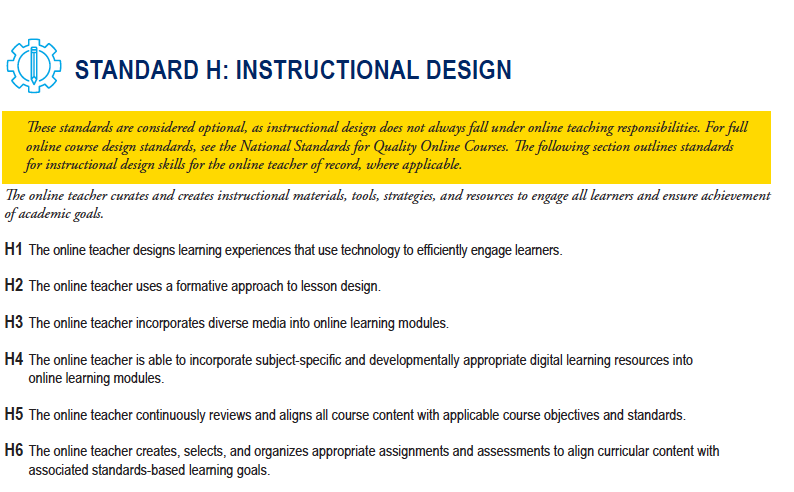 STANDARD H: INSTRUCTIONAL DESIGN
These standards are considered optional, as instructional design does not always fall under online teaching responsibilities. For full
online course design standards, see the National Standards for Quality Online Courses. The following section outlines standards
for instructional design skills for the online teacher of record, where applicable.
The online teacher curates and creates instructional materials, tools, strategies, and resources to engage all learners and ensure achievement
of academic goals.
H1 The online teacher designs learning experiences that use technology to efficiently engage learners.
H2 The online teacher uses a formative approach to lesson design.
H3 The online teacher incorporates diverse media into online learning modules.
H4 The online teacher is able to incorporate subject-specific and developmentally appropriate digital learning resources into
online learning modules.
H5 The online teacher continuously reviews and aligns all course content with applicable course objectives and standards.
H6 The online teacher creates, selects, and organizes appropriate assignments and assessments to align curricular content with
associated standards-based learning goals.